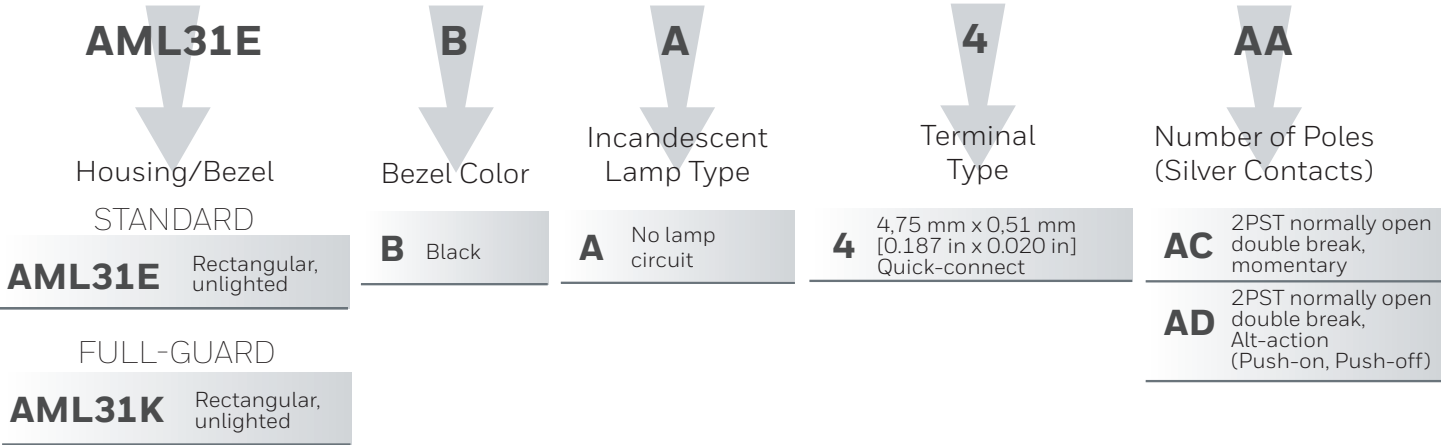 AML31E
B
A
4
AA
Housing/Bezel
STANDARD
AML31E
Rectangular,
unlighted
FULL-GUARD
AML31K
Rectangular,
unlighted
Bezel Color
B
Black
Incandescent
Lamp Type
A
No lamp
circuit
Terminal
Type
4
4,75 mm x 0,51 mm
[0.187 in x 0.020 in]
Quick-connect
Number of Poles
(Silver Contacts)
AC
2PST normally open
double break,
momentary
AD
2PST normally open
double break,
Alt-action
(Push-on, Push-off)